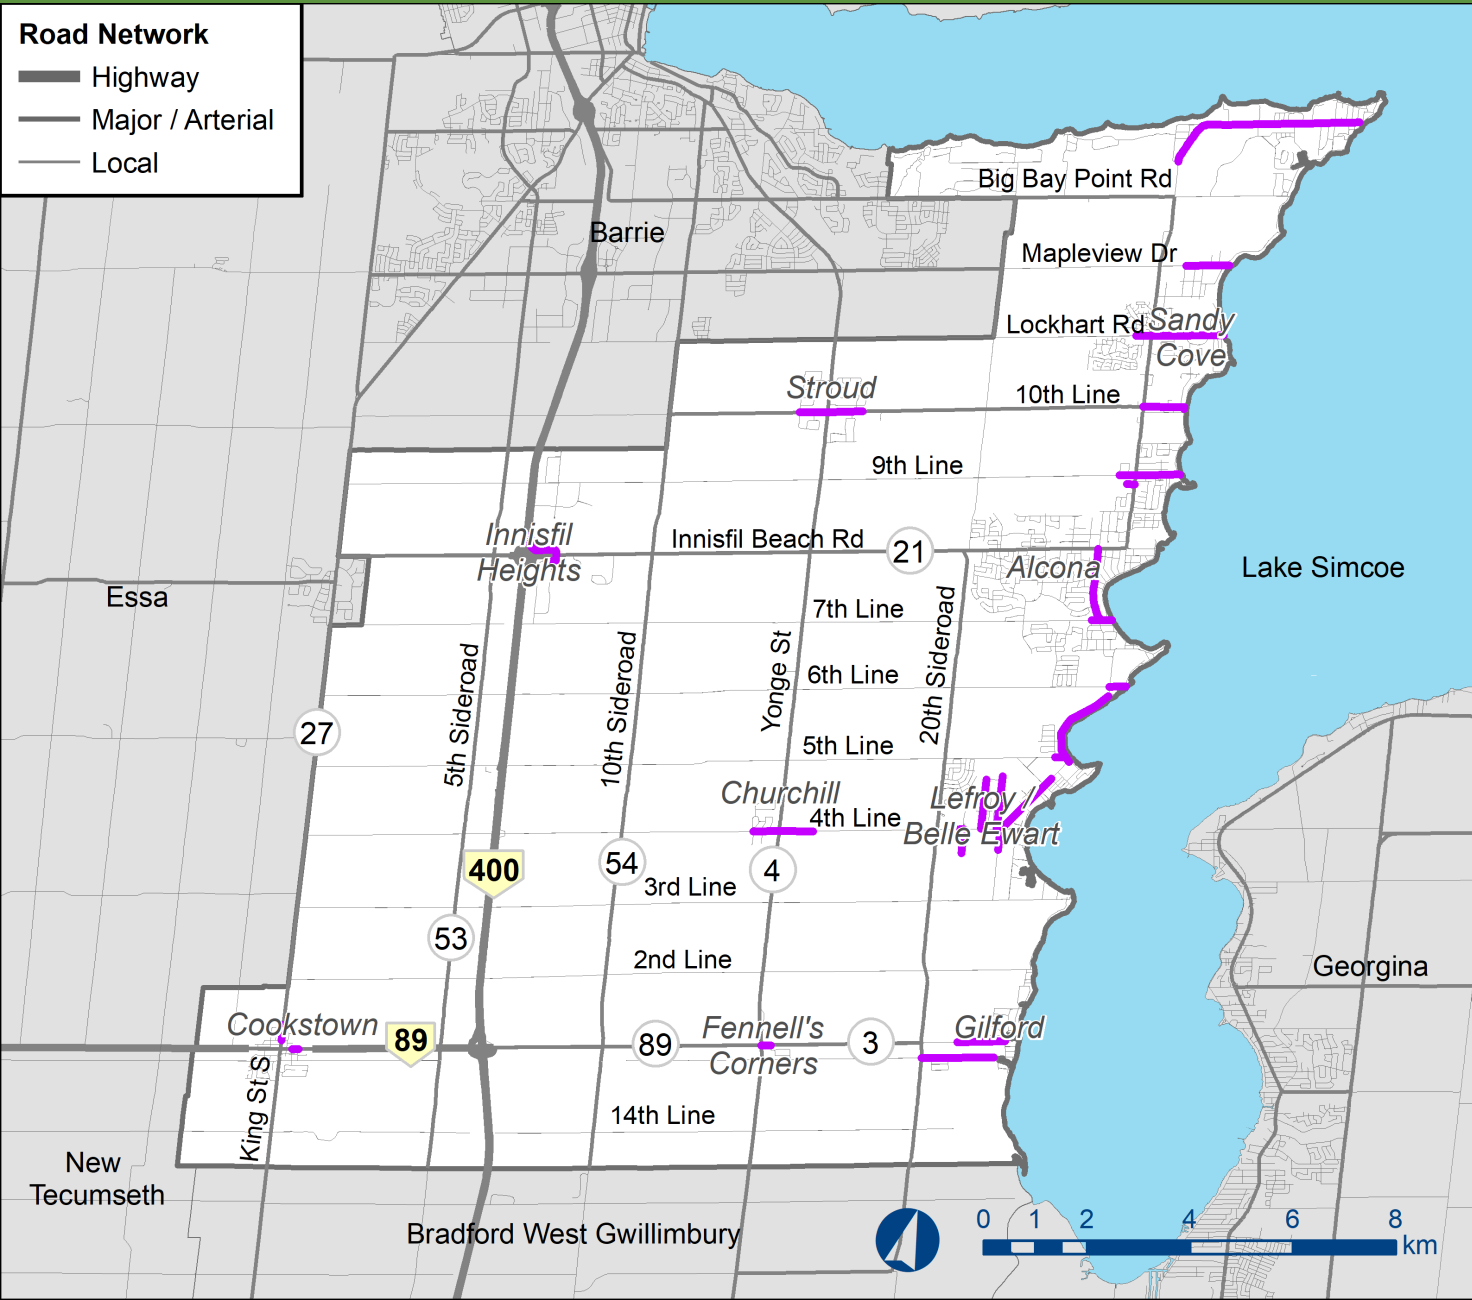 Road Network
Highway
Major / Arterial
Local
Big Bay Point Rd
Barrie
Mapleview Dr
Lockhart Rd
Sandy
Cove
Stroud
10th Line
9th Line
Innisfil
Heights
Innisfil Beach Rd
21
Alcona
Lake Simcoe
Essa
7th Line
5th Sideroad
10th Sideroad
Yonge St
20th Sideroad
6th Line
27
5th Line
Churchill
4th Line
Lefroy /
Belle Ewart
400
54
4
3rd Line
53
2nd Line
Georgina
Cookstown
89
89
Fennell's
Corners
3
Gilford
King St S
14th Line
New
Tecumseth
Bradford West Gwillimbury
0 1 2 4 6 8
km